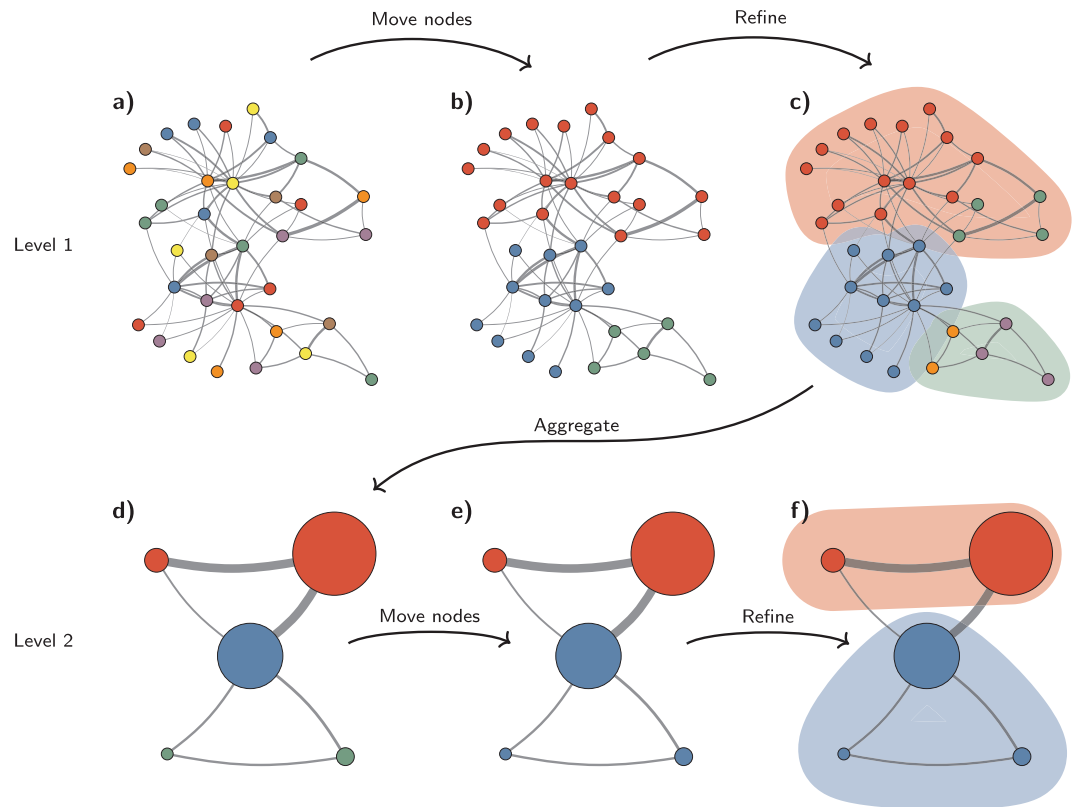 Move nodes
Refine
a)
b)
c)
Level 1
Aggregate
d)
e)
f)
Move nodes
Refine
Level 2